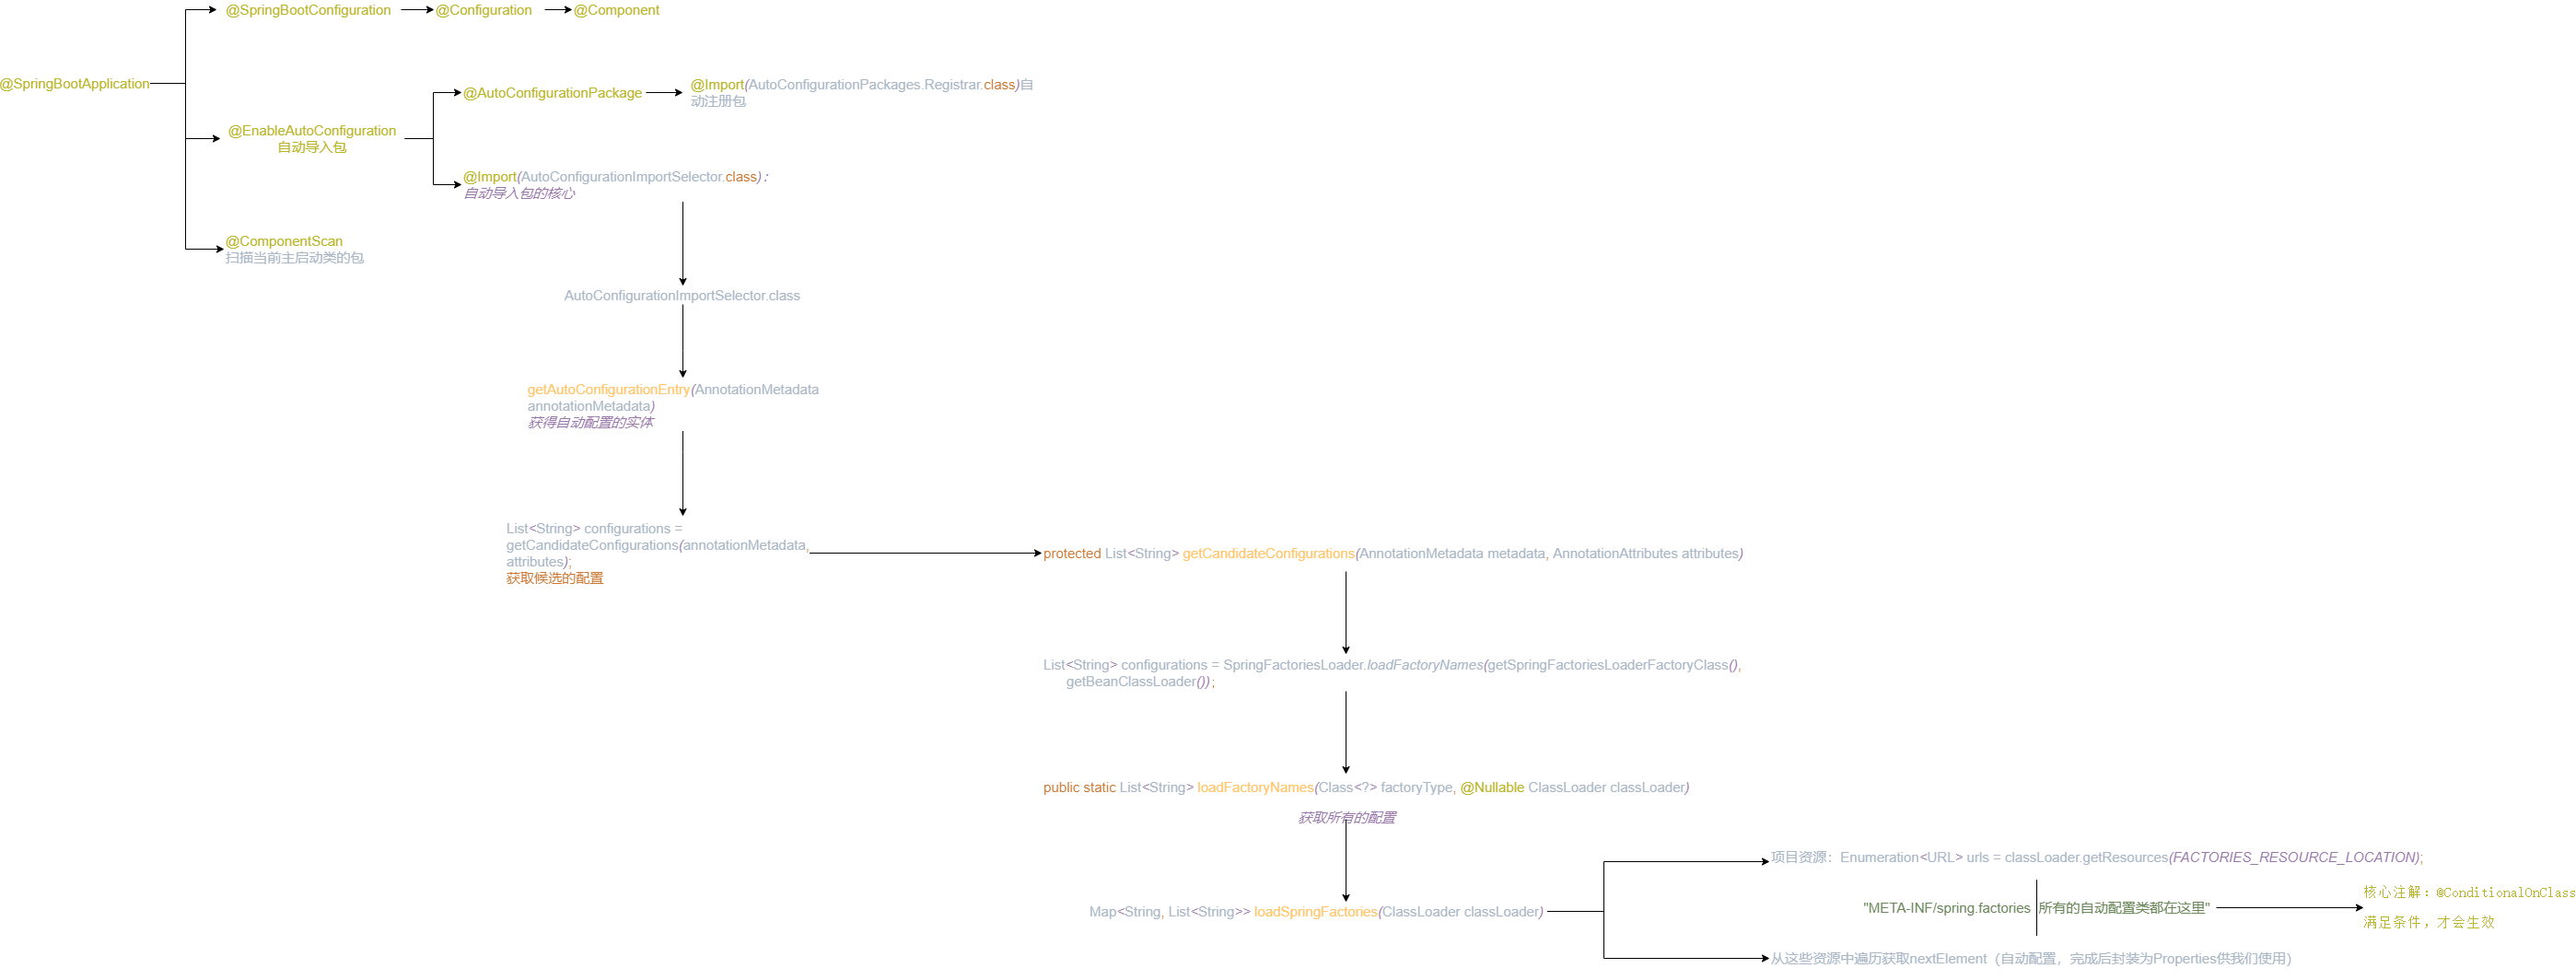 @SpringBootConfiguration
@Configuration
@Component
@SpringBootApplication
@AutoConfigurationPackage
@Import(AutoConfigurationPackages.Registrar.class)自
动注册包
@EnableAutoConfiguration
自动导入包
@Import(AutoConfigurationImportSelector.class)：
自动导入包的核心
@ComponentScan
扫描当前主启动类的包
AutoConfigurationImportSelector.class
getAutoConfigurationEntry(AnnotationMetadata
annotationMetadata)
获得自动配置的实体
List<String> configurations =
getCandidateConfigurations(annotationMetadata,
attributes);
获取候选的配置
protected List<String> getCandidateConfigurations(AnnotationMetadata metadata, AnnotationAttributes attributes)
List<String> configurations = SpringFactoriesLoader.loadFactoryNames(getSpringFactoriesLoaderFactoryClass(),
getBeanClassLoader());
public static List<String> loadFactoryNames(Class<?> factoryType, @Nullable ClassLoader classLoader)
获取所有的配置
Map<String, List<String>> loadSpringFactories(ClassLoader classLoader)
项目资源：Enumeration<URL> urls = classLoader.getResources(FACTORIES_RESOURCE_LOCATION);
"META-INF/spring.factories 所有的自动配置类都在这里"
核心注解：@ConditionalOnClass
满足条件，才会生效
从这些资源中遍历获取nextElement（自动配置，完成后封装为Properties供我们使用）